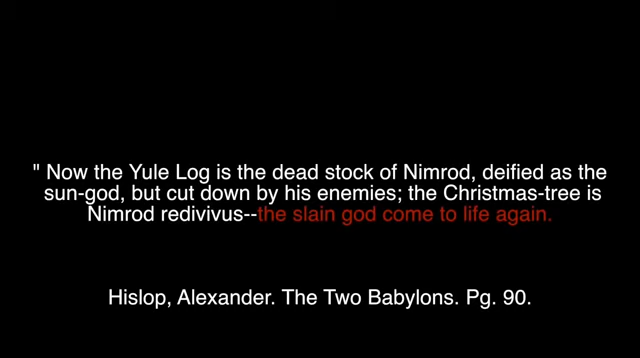 " Now the Yule Log is the dead stock of Nimrod, deified as the
sun-god, but cut down by his enemies; the Christmas-tree is
Nimrod redivivus--the slain god come to life again.
Hislop, Alexander. The Two Babylons. Pg. 90.